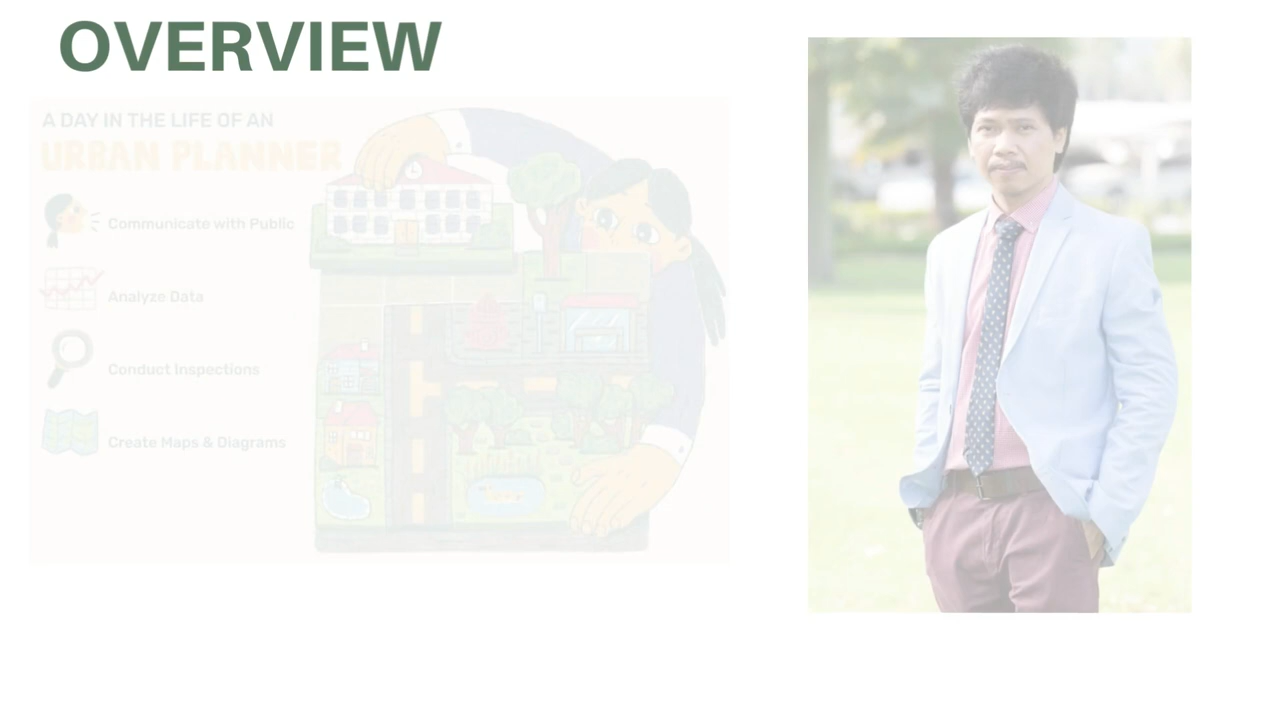 OVERVIEW
A DAY IN THE LIFE OF AN
URBAN PLANNER
Communicate with Public
Analyze Data
Conduct Inspections
Create Maps & Diagrams